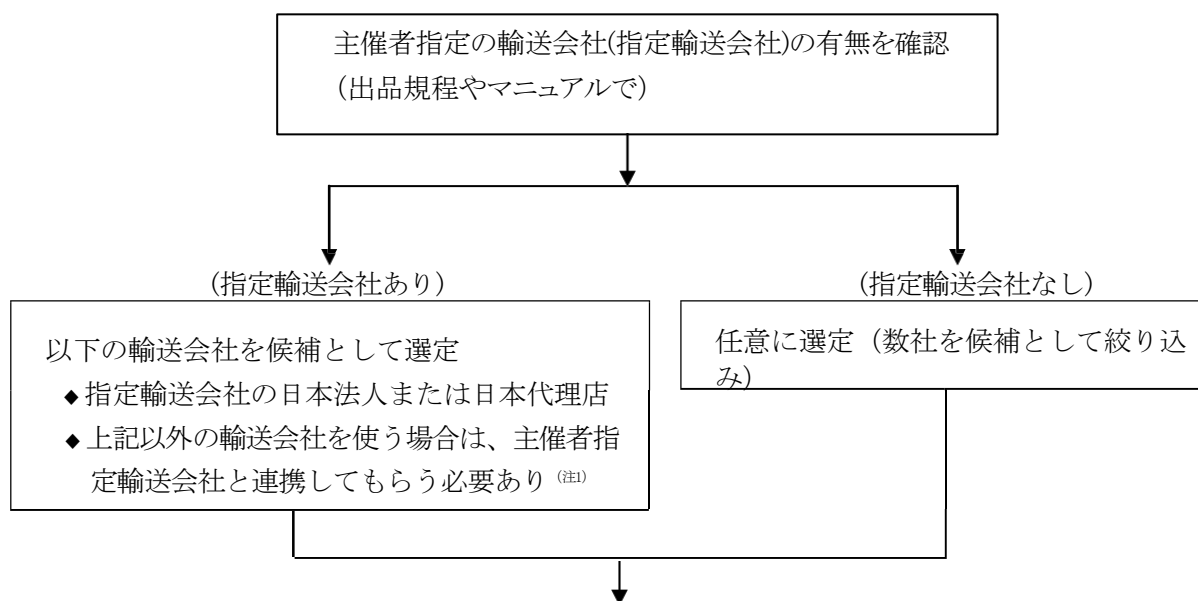 主催者指定の輸送会社(指定輸送会社)の有無を確認
(出品規程やマニュアルで)
(指定輸送会社あり)
以下の輸送会社を候補として選定
◆指定輸送会社の日本法人または日本代理店
◆上記以外の輸送会社を使う場合は、主催者指
定輸送会社と連携してもらう必要あり(注1)
(指定輸送会社なし)
任意に選定(数社を候補として絞り込
み)